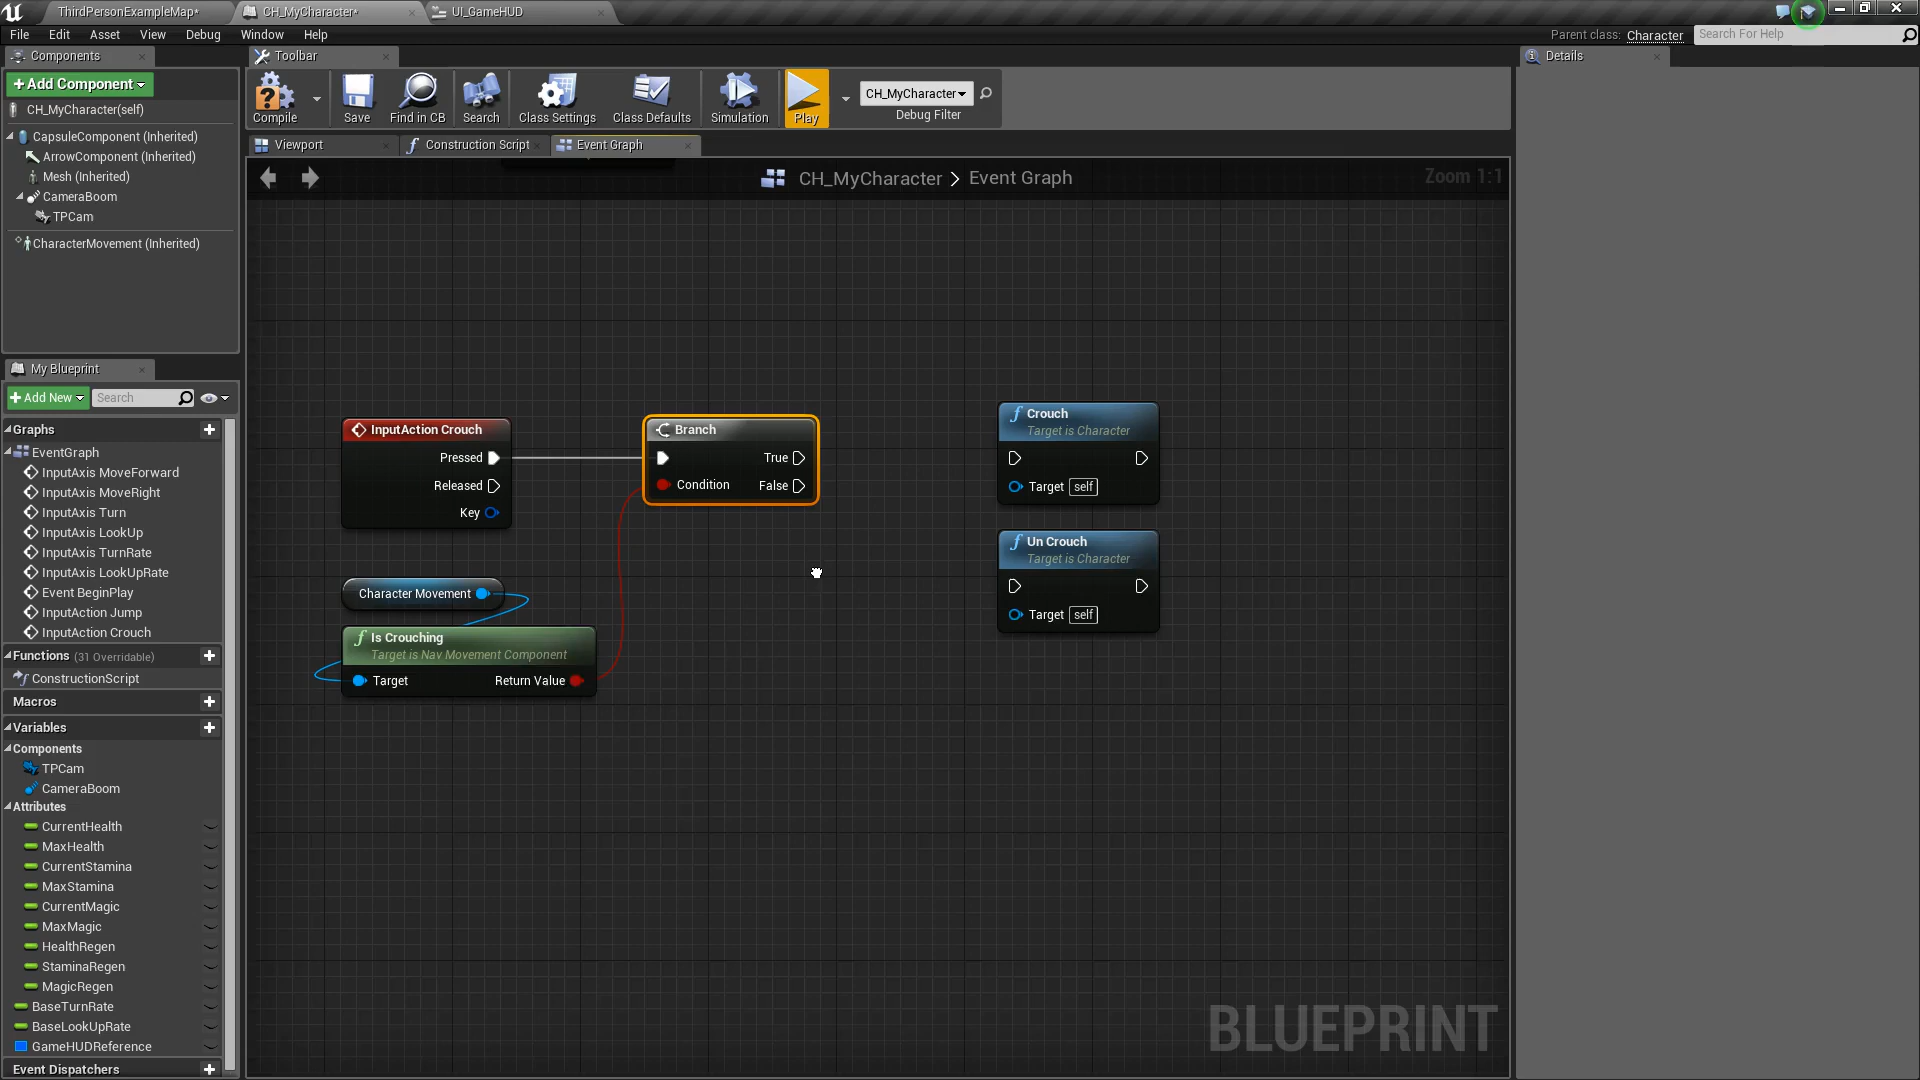 ThirdPersonExampleMap*
CH_MyCharacter*
UI_GameHUD
File Edit Asset View Debug Window Help
Parent class: Character
Search For Help
Components
Toolbar
Details
+Add Component
CH_MyCharacter(self)
CapsuleComponent (Inherited)
ArrowComponent (Inherited)
Mesh (Inherited)
CameraBoom
TPCam
CharacterMovement (Inherited)
Compile
Save
Find in CB
Search
Class Settings
Class Defaults
Simulation
Play
CH_MyCharacter
Debug Filter
Viewport
Construction Script
Event Graph
CH_MyCharacter > Event Graph
Zoom 1:1
My Blueprint
+Add New
Search
Graphs
EventGraph
InputAxis MoveForward
InputAxis MoveRight
InputAxis Turn
InputAxis LookUp
InputAxis TurnRate
InputAxis LookUpRate
Event BeginPlay
InputAction Jump
InputAction Crouch
Functions (31 Overridable)
ConstructionScript
Macros
Variables
Components
TPCam
CameraBoom
Attributes
CurrentHealth
MaxHealth
CurrentStamina
MaxStamina
CurrentMagic
MaxMagic
HealthRegen
StaminaRegen
MagicRegen
BaseTurnRate
BaseLookUpRate
GameHUDReference
Event Dispatchers
InputAction Crouch
Pressed
Released
Key
Branch
True
Condition
False
Character Movement
Is Crouching
Target is Nav Movement Component
Target
Return Value
Crouch
Target is Character
Target self
Un Crouch
Target is Character
Target self
BLUEPRINT